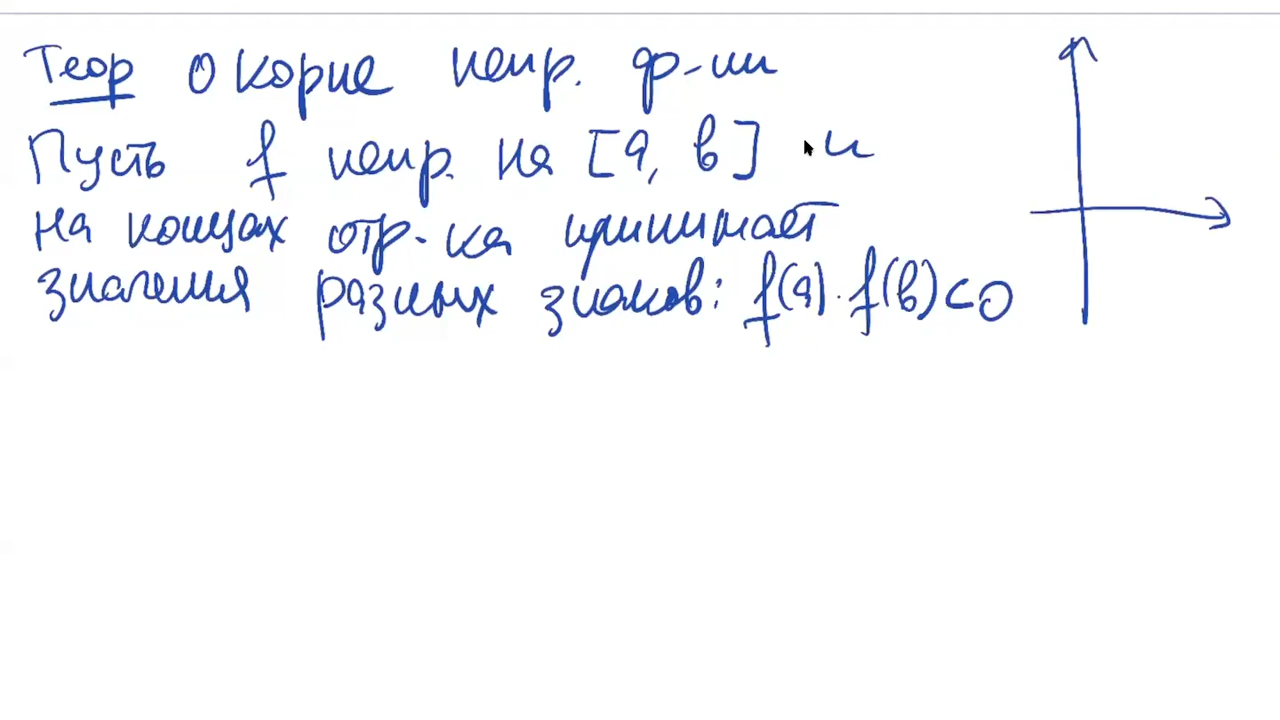 Теор о корне непр. ф-ии
Пусть f непр. на [a, b] и
на концах отр-ка принимает
значения разных знаков: f(a)·f(b)<0